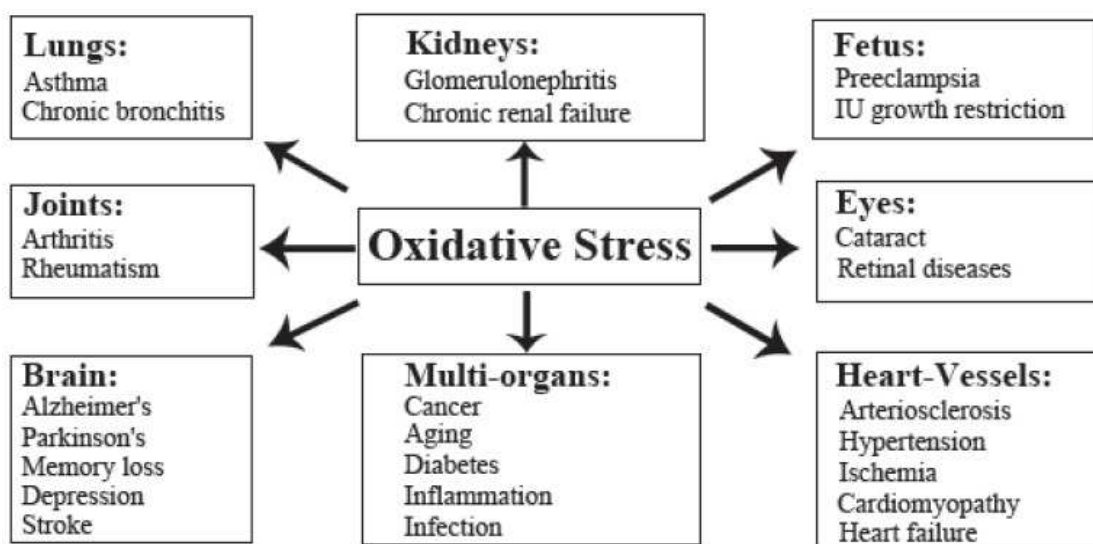 Lungs:
Asthma
Chronic bronchitis
Kidneys:
Glomerulonephritis
Chronic renal failure
Fetus:
Preeclampsia
IU growth restriction
Joints:
Arthritis
Rheumatism
Oxidative Stress
Eyes:
Cataract
Retinal diseases
Brain:
Alzheimer's
Parkinson's
Memory loss
Depression
Stroke
Multi-organs:
Cancer
Aging
Diabetes
Inflammation
Infection
Heart-Vessels:
Arteriosclerosis
Hypertension
Ischemia
Cardiomyopathy
Heart failure